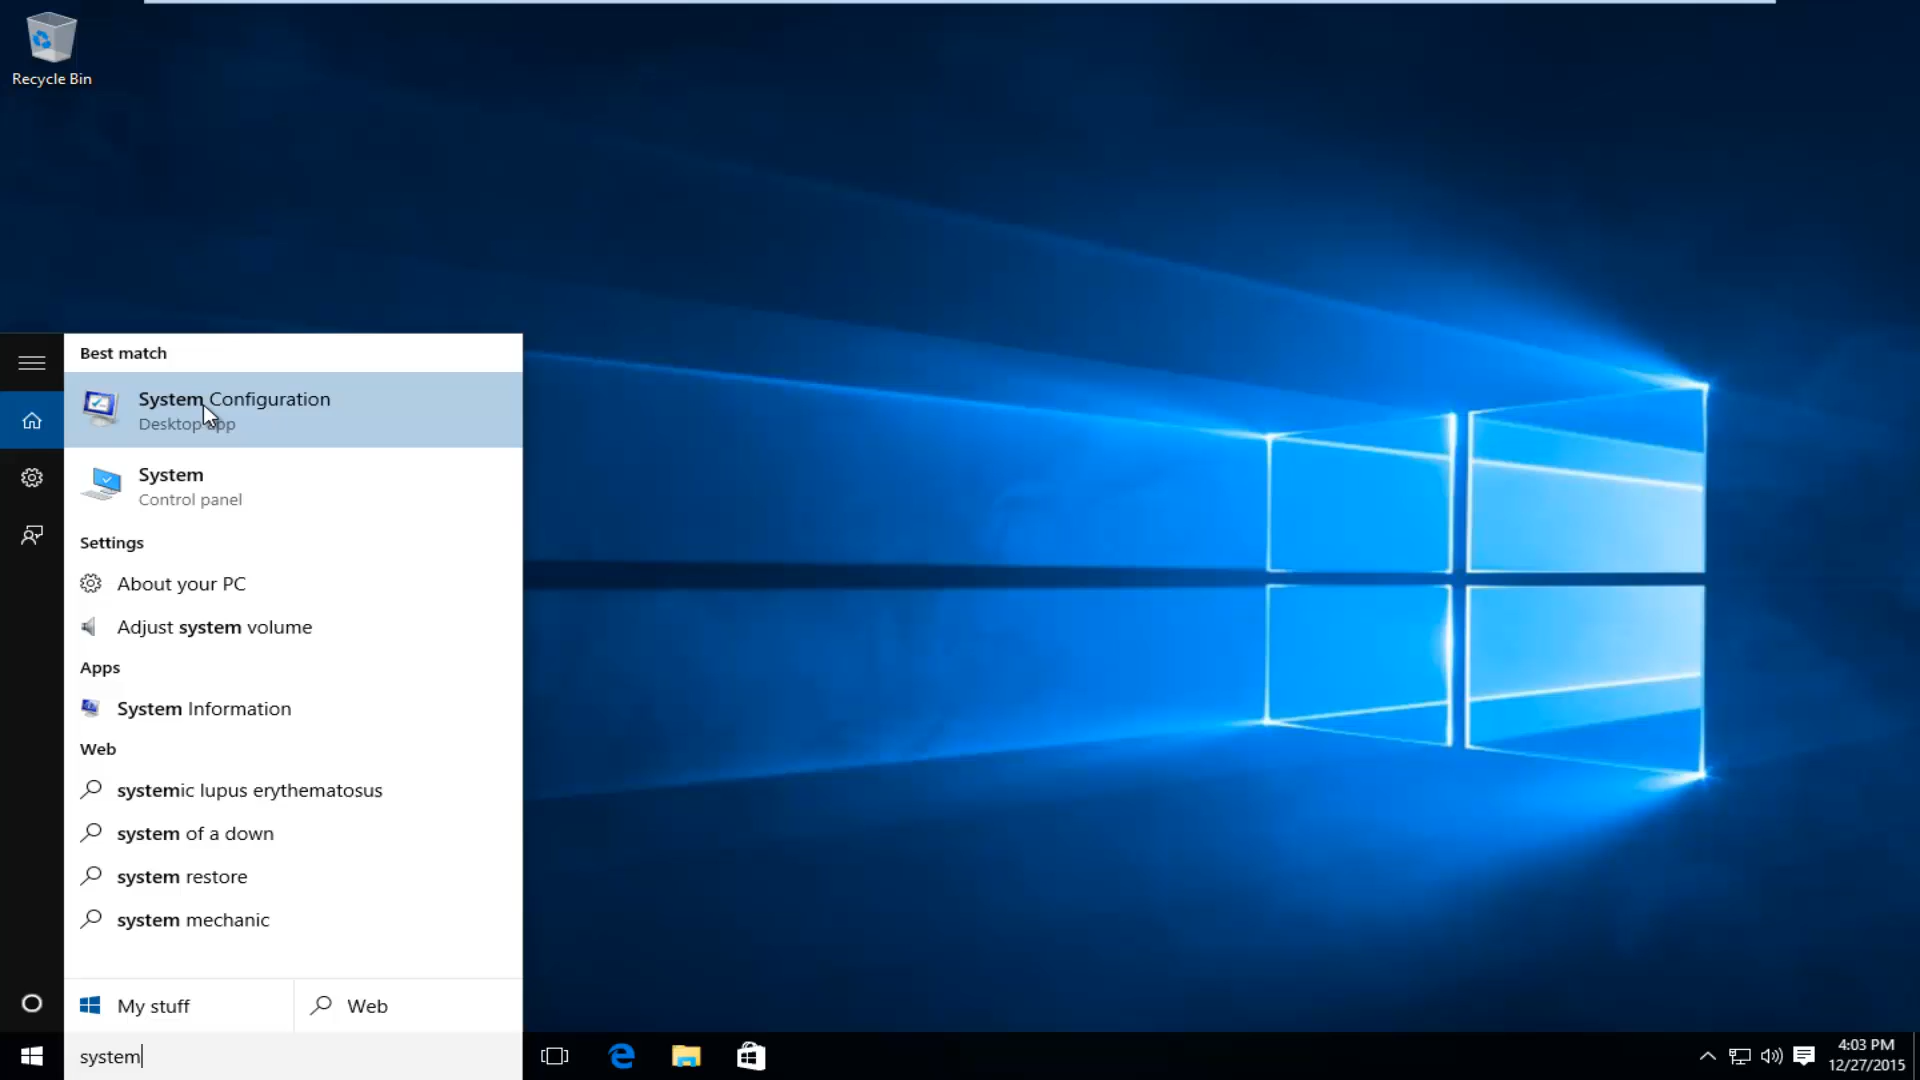 Recycle Bin
Best match
System Configuration
Desktop app
System
Control panel
Settings
About your PC
Adjust system volume
Apps
System Information
Web
systemic lupus erythematosus
system of a down
system restore
system mechanic
My stuff
Web
system
4:03 PM
12/27/2015